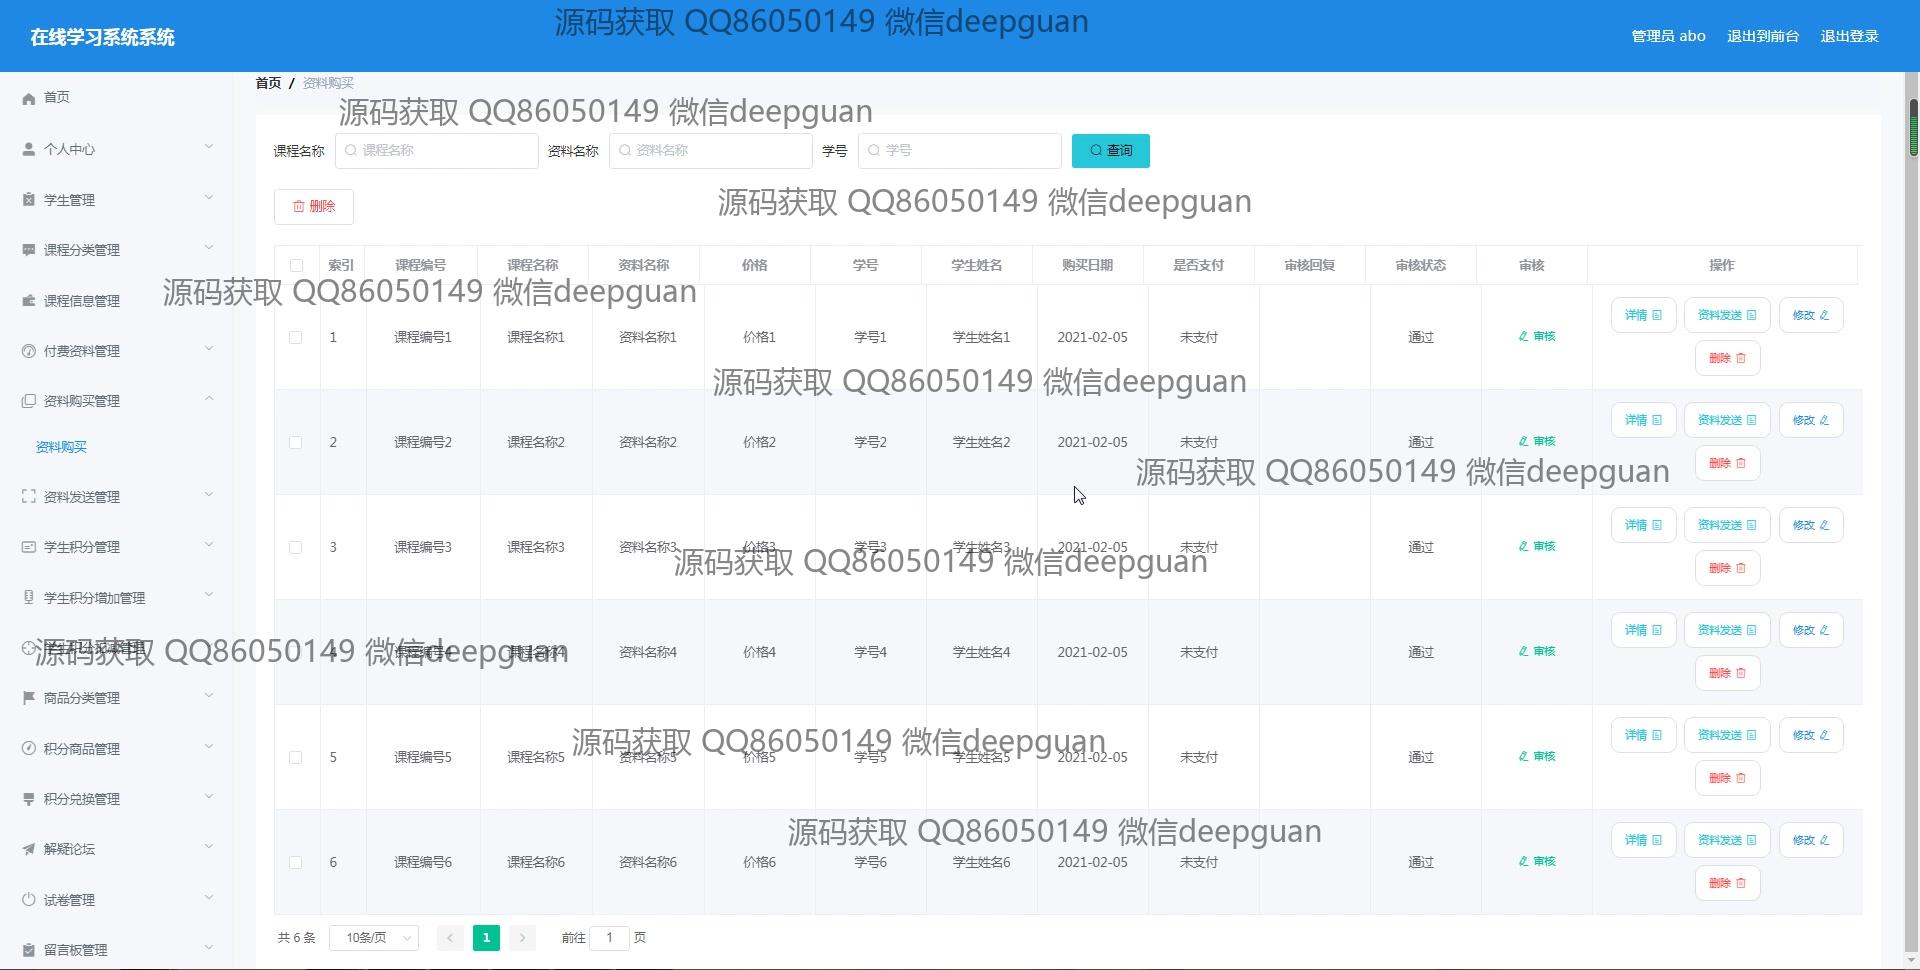 在线学习系统系统
源码获取 QQ86050149 微信deepguan
管理员 abo 退出到前台 退出登录
首页 / 资料购买
首页
个人中心
学生管理
课程分类管理
课程信息管理
付费资料管理
资料购买管理
资料购买
资料发送管理
学生积分管理
学生积分增加管理
学生积分扣减管理
商品分类管理
积分商品管理
积分兑换管理
解疑论坛
试卷管理
留言板管理
源码获取 QQ86050149 微信deepguan
课程名称 课程名称 资料名称 资料名称 学号 学号 查询
删除
源码获取 QQ86050149 微信deepguan
索引 课程编号 课程名称 资料名称 价格 学号 学生姓名 购买日期 是否支付 审核回复 审核状态 审核 操作
源码获取 QQ86050149 微信deepguan
1 课程编号1 课程名称1 资料名称1 价格1 学号1 学生姓名1 2021-02-05 未支付 通过 审核 详情 资料发送 修改
删除
源码获取 QQ86050149 微信deepguan
2 课程编号2 课程名称2 资料名称2 价格2 学号2 学生姓名2 2021-02-05 未支付 通过 审核 详情 资料发送 修改
删除
源码获取 QQ86050149 微信deepguan
3 课程编号3 课程名称3 资料名称3 价格3 学号3 学生姓名3 2021-02-05 未支付 通过 审核 详情 资料发送 修改
删除
源码获取 QQ86050149 微信deepguan
4 课程编号4 课程名称4 资料名称4 价格4 学号4 学生姓名4 2021-02-05 未支付 通过 审核 详情 资料发送 修改
删除
源码获取 QQ86050149 微信deepguan
源码获取 QQ86050149 微信deepguan
5 课程编号5 课程名称5 资料名称5 价格5 学号5 学生姓名5 2021-02-05 未支付 通过 审核 详情 资料发送 修改
删除
源码获取 QQ86050149 微信deepguan
6 课程编号6 课程名称6 资料名称6 价格6 学号6 学生姓名6 2021-02-05 未支付 通过 审核 详情 资料发送 修改
删除
共 6 条 10条/页 1 前往 1 页